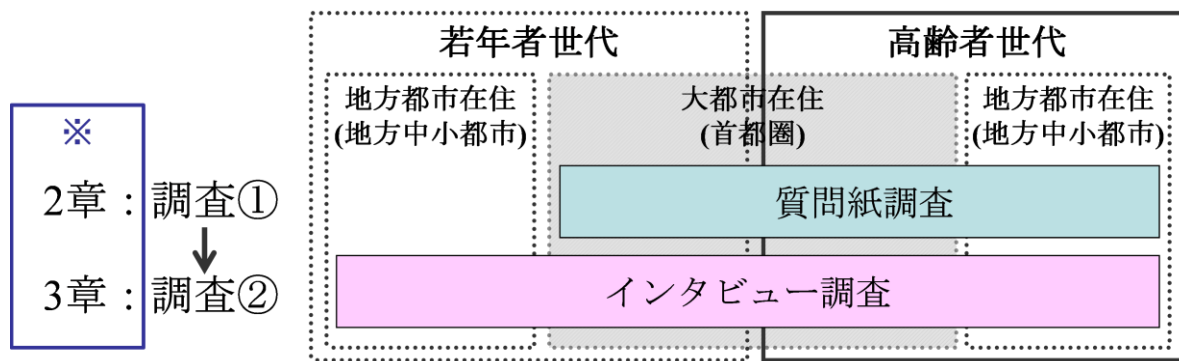 若年者世代
高齢者世代
地方都市在住
(地方中小都市)
大都市在住
(首都圏)
地方都市在住
(地方中小都市)
※
2章:調査①
質問紙調査
3章:調査②
インタビュー調査